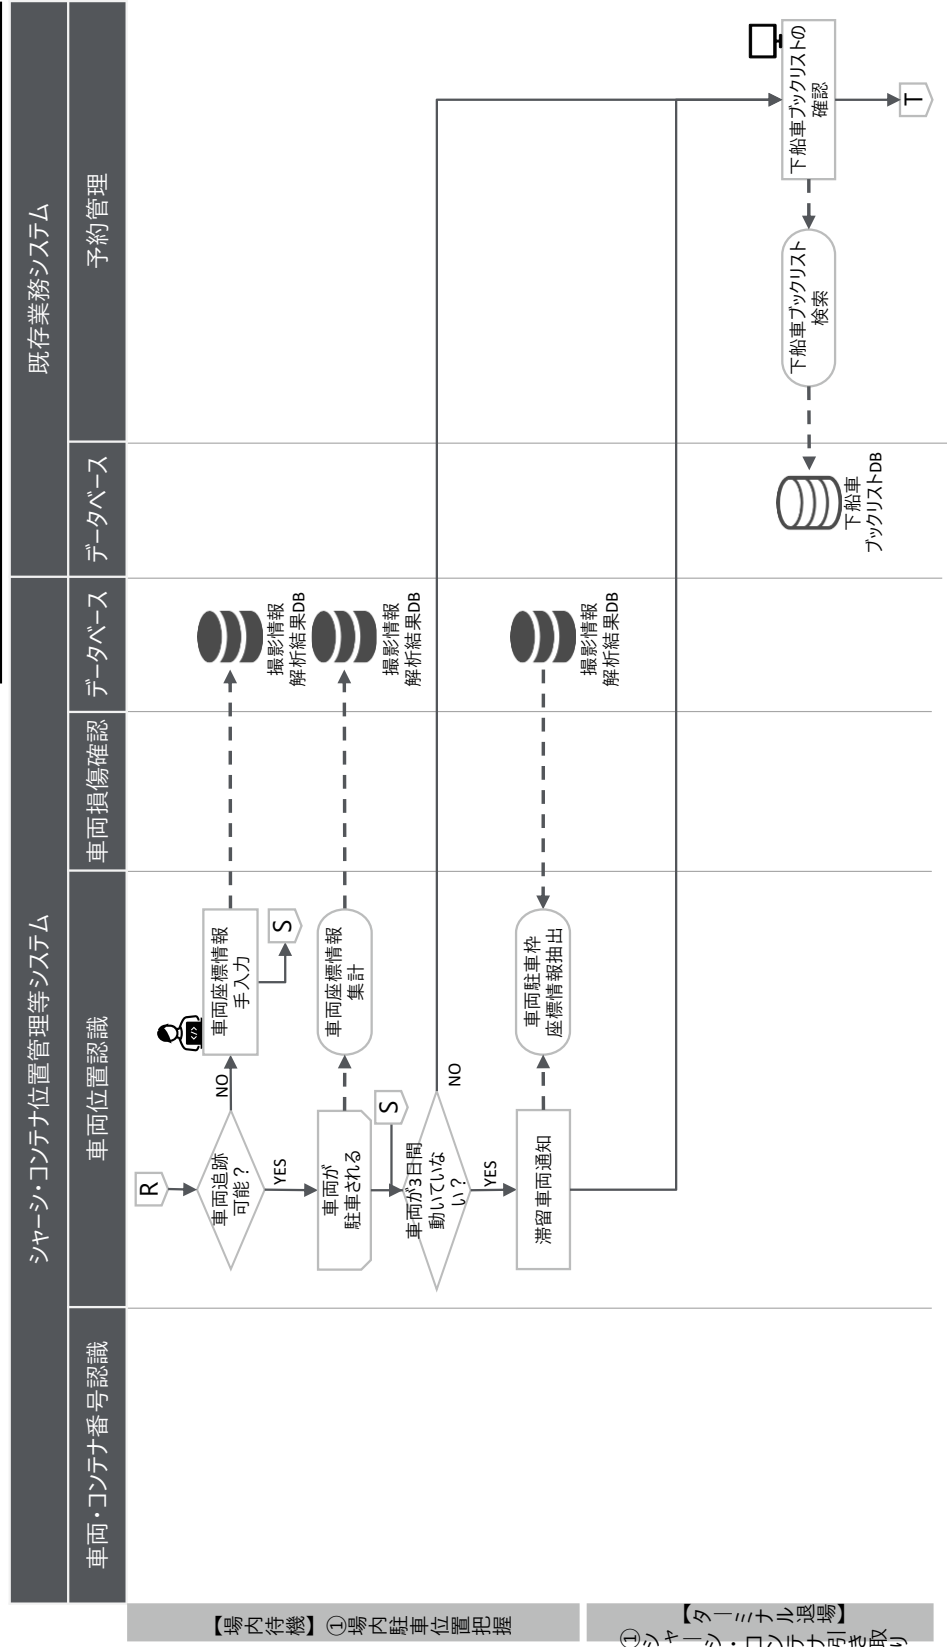 シャーシ・コンテナ位置管理等システム
既存業務システム
車両・コンテナ番号認識
車両位置認識
車両損傷確認
データベース
データベース
予約管理
【場内待機】①場内駐車位置把握
R
車両追跡
可能？
NO
車両座標情報
手入力
S
撮影情報
解析結果DB
YES
車両が
駐車される
車両座標情報
集計
撮影情報
解析結果DB
S
車両が3日間
動いていな
い？
NO
YES
滞留車両通知
車両駐車枠
座標情報抽出
撮影情報
解析結果DB
【ターミナル退場】
①シャーシ・コンテナ引き取
り
下船車
ブックリストDB
下船車ブックリスト
検索
下船車ブックリストの
確認
T